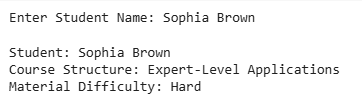 Enter Student Name: Sophia Brown
Student: Sophia Brown
Course Structure: Expert-Level Applications
Material Difficulty: Hard